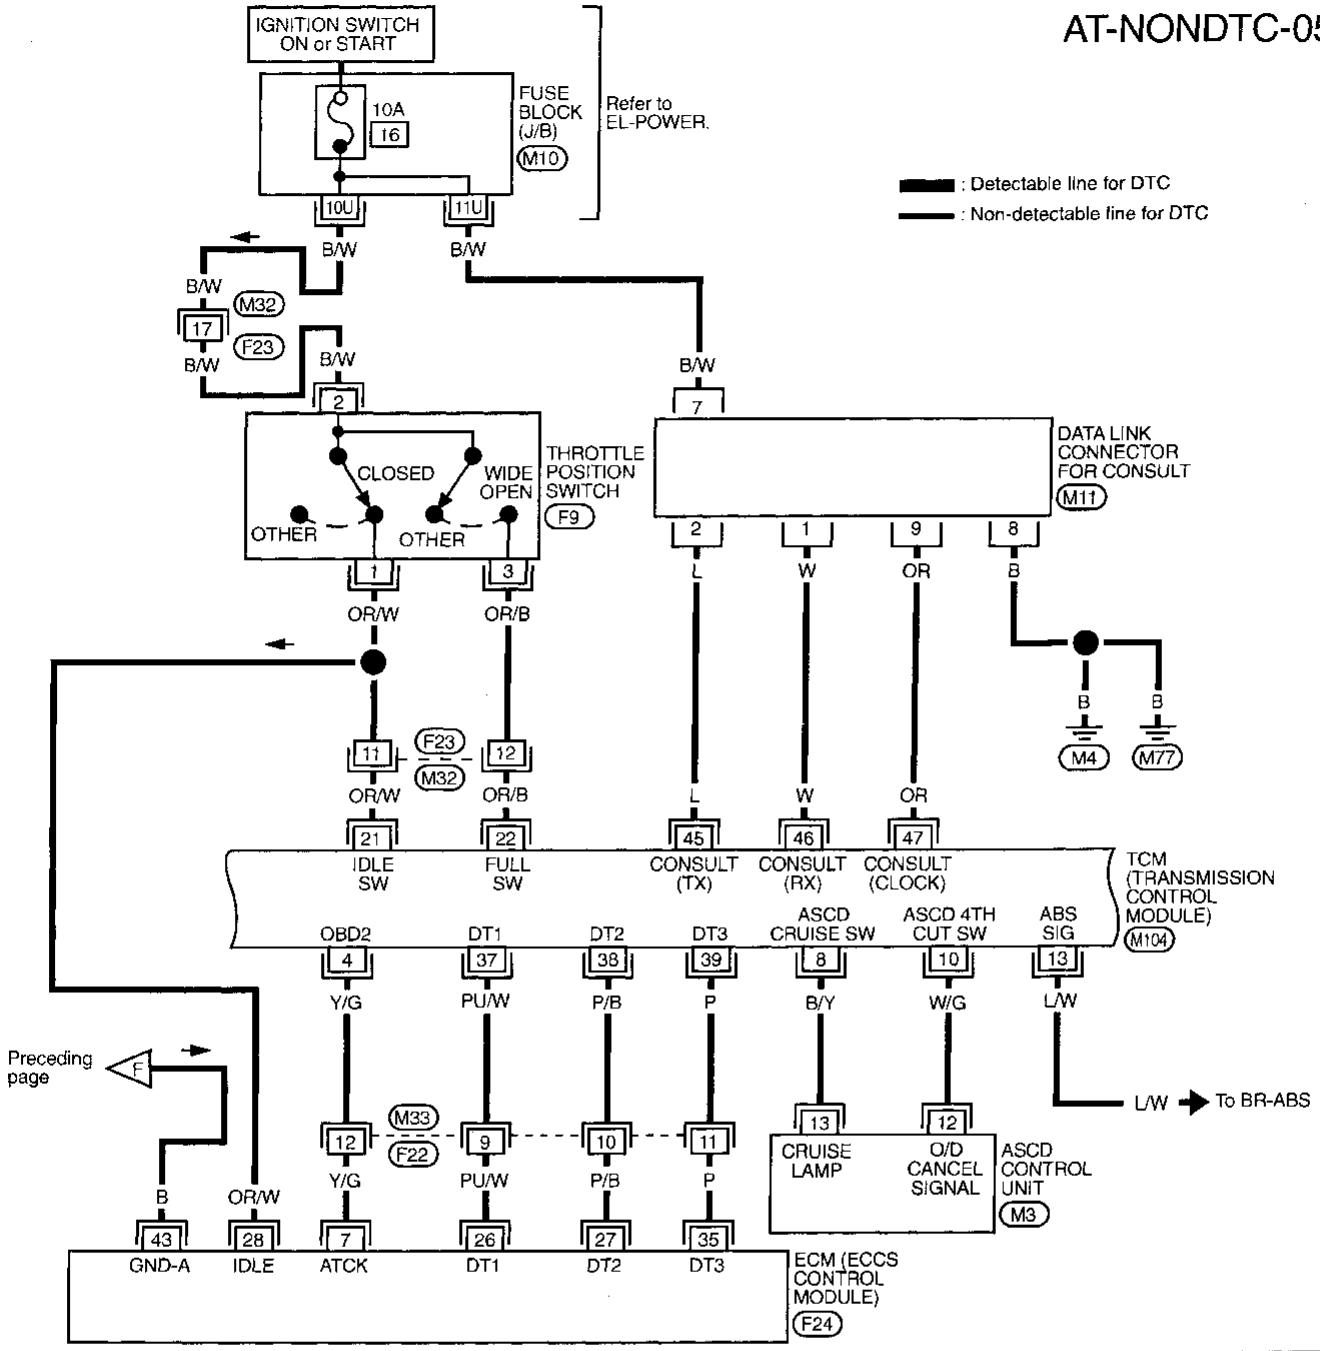 AT-NONDTC-05
IGNITION SWITCH
ON or START
10A
16
FUSE
BLOCK
(J/B)
M10
Refer to
EL-POWER.
10U
11U
: Detectable line for DTC
: Non-detectable line for DTC
B/W
B/W
B/W
M32
17
F23
B/W
B/W
B/W
2
7
CLOSED
WIDE
OPEN
OTHER
OTHER
THROTTLE
POSITION
SWITCH
F9
DATA LINK
CONNECTOR
FOR CONSULT
M11
1
3
2
1
9
8
OR/W
OR/B
L
W
OR
B
B
B
M4
M77
11
F23
M32
12
OR/W
OR/B
L
W
OR
21
22
45
46
47
IDLE
SW
FULL
SW
CONSULT
(TX)
CONSULT
(RX)
CONSULT
(CLOCK)
TCM
(TRANSMISSION
CONTROL
MODULE)
M104
OBD2
DT1
DT2
DT3
ASCD
CRUISE SW
ASCD 4TH
CUT SW
ABS
SIG
4
37
38
39
8
10
13
Y/G
PU/W
P/B
P
B/Y
W/G
L/W
Preceding
page
F
L/W
To BR-ABS
12
M33
F22
9
10
11
13
12
CRUISE
LAMP
O/D
CANCEL
SIGNAL
ASCD
CONTROL
UNIT
M3
B
OR/W
Y/G
PU/W
P/B
P
43
28
7
26
27
35
GND-A
IDLE
ATCK
DT1
DT2
DT3
ECM (ECCS
CONTROL
MODULE)
F24